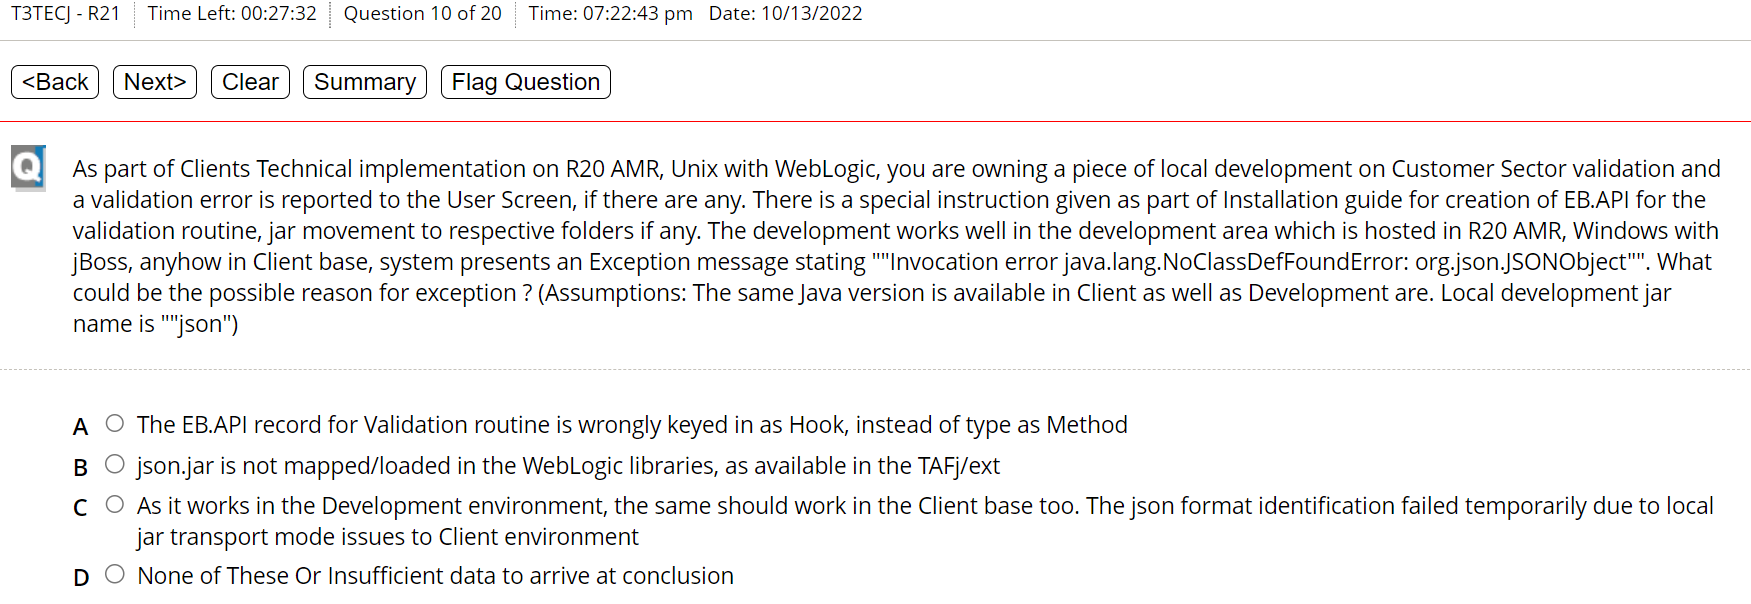 T3TECJ - R21 Time Left: 00:27:32 Question 10 of 20 Time: 07:22:43 pm Date: 10/13/2022
<Back Next> Clear Summary Flag Question
Q As part of Clients Technical implementation on R20 AMR, Unix with WebLogic, you are owning a piece of local development on Customer Sector validation and
a validation error is reported to the User Screen, if there are any. There is a special instruction given as part of Installation guide for creation of EB.API for the
validation routine, jar movement to respective folders if any. The development works well in the development area which is hosted in R20 AMR, Windows with
jBoss, anyhow in Client base, system presents an Exception message stating ""Invocation error java.lang.NoClassDefFoundError: org.json.JSONObject"". What
could be the possible reason for exception ? (Assumptions: The same Java version is available in Client as well as Development are. Local development jar
name is ""json")
A The EB.API record for Validation routine is wrongly keyed in as Hook, instead of type as Method
B json.jar is not mapped/loaded in the WebLogic libraries, as available in the TAFj/ext
C As it works in the Development environment, the same should work in the Client base too. The json format identification failed temporarily due to local
jar transport mode issues to Client environment
D None of These Or Insufficient data to arrive at conclusion